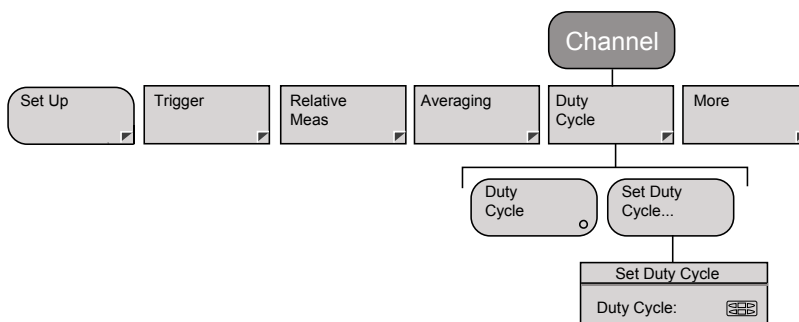 Channel
Set Up
Trigger
Relative
Meas
Averaging
Duty
Cycle
More
Duty
Cycle
Set Duty
Cycle...
Set Duty Cycle
Duty Cycle: